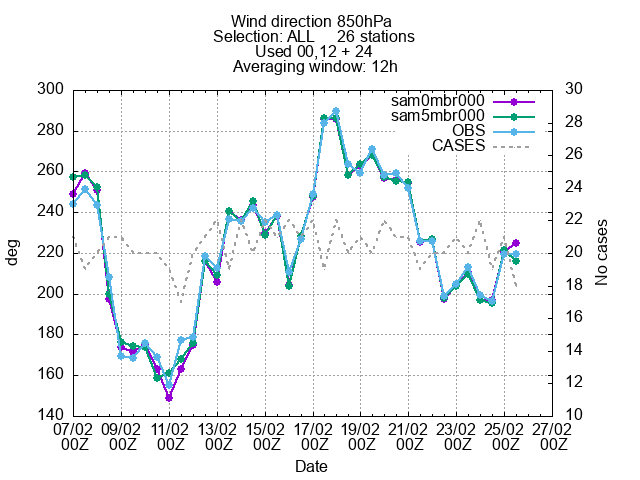 Wind direction 850hPa
Selection: ALL 26 stations
Used 00,12 + 24
Averaging window: 12h
300 30
280 28
260 26
240 24
220 22
200 20
180 18
160 16
140 14
12
10
sam0mbr000
sam5mbr000
OBS
CASES
deg
No cases
07/02 09/02 11/02 13/02 15/02 17/02 19/02 21/02 23/02 25/02 27/02
00Z 00Z 00Z 00Z 00Z 00Z 00Z 00Z 00Z 00Z 00Z
Date